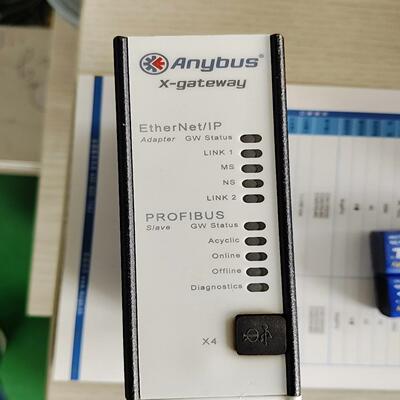 Anybus®
X-gateway
EtherNet/IP
Adapter GW Status
LINK 1
MS
NS
LINK 2
PROFIBUS
Slave GW Status
Acyclic
Online
Offline
Diagnostics
X4